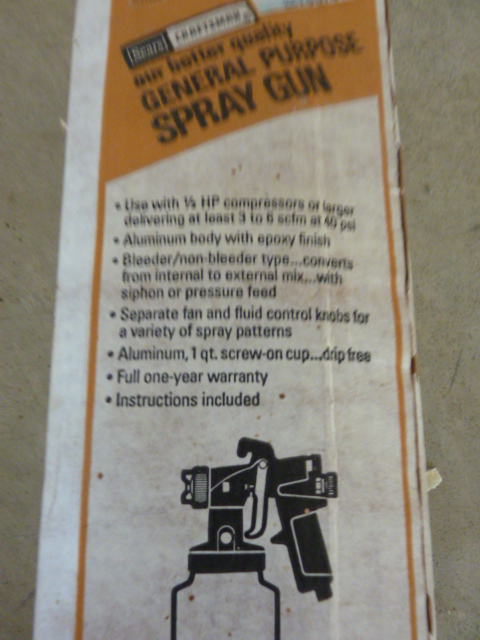 Sears CRAFTSMAN
our better quality
GENERAL PURPOSE
SPRAY GUN
• Use with ½ HP compressors or larger
delivering at least 3 to 6 scfm at 40 psi
• Aluminum body with epoxy finish
• Bleeder/non-bleeder type...converts
from internal to external mix...with
siphon or pressure feed
• Separate fan and fluid control knobs for
a variety of spray patterns
• Aluminum, 1 qt. screw-on cup...drip free
• Full one-year warranty
• Instructions included